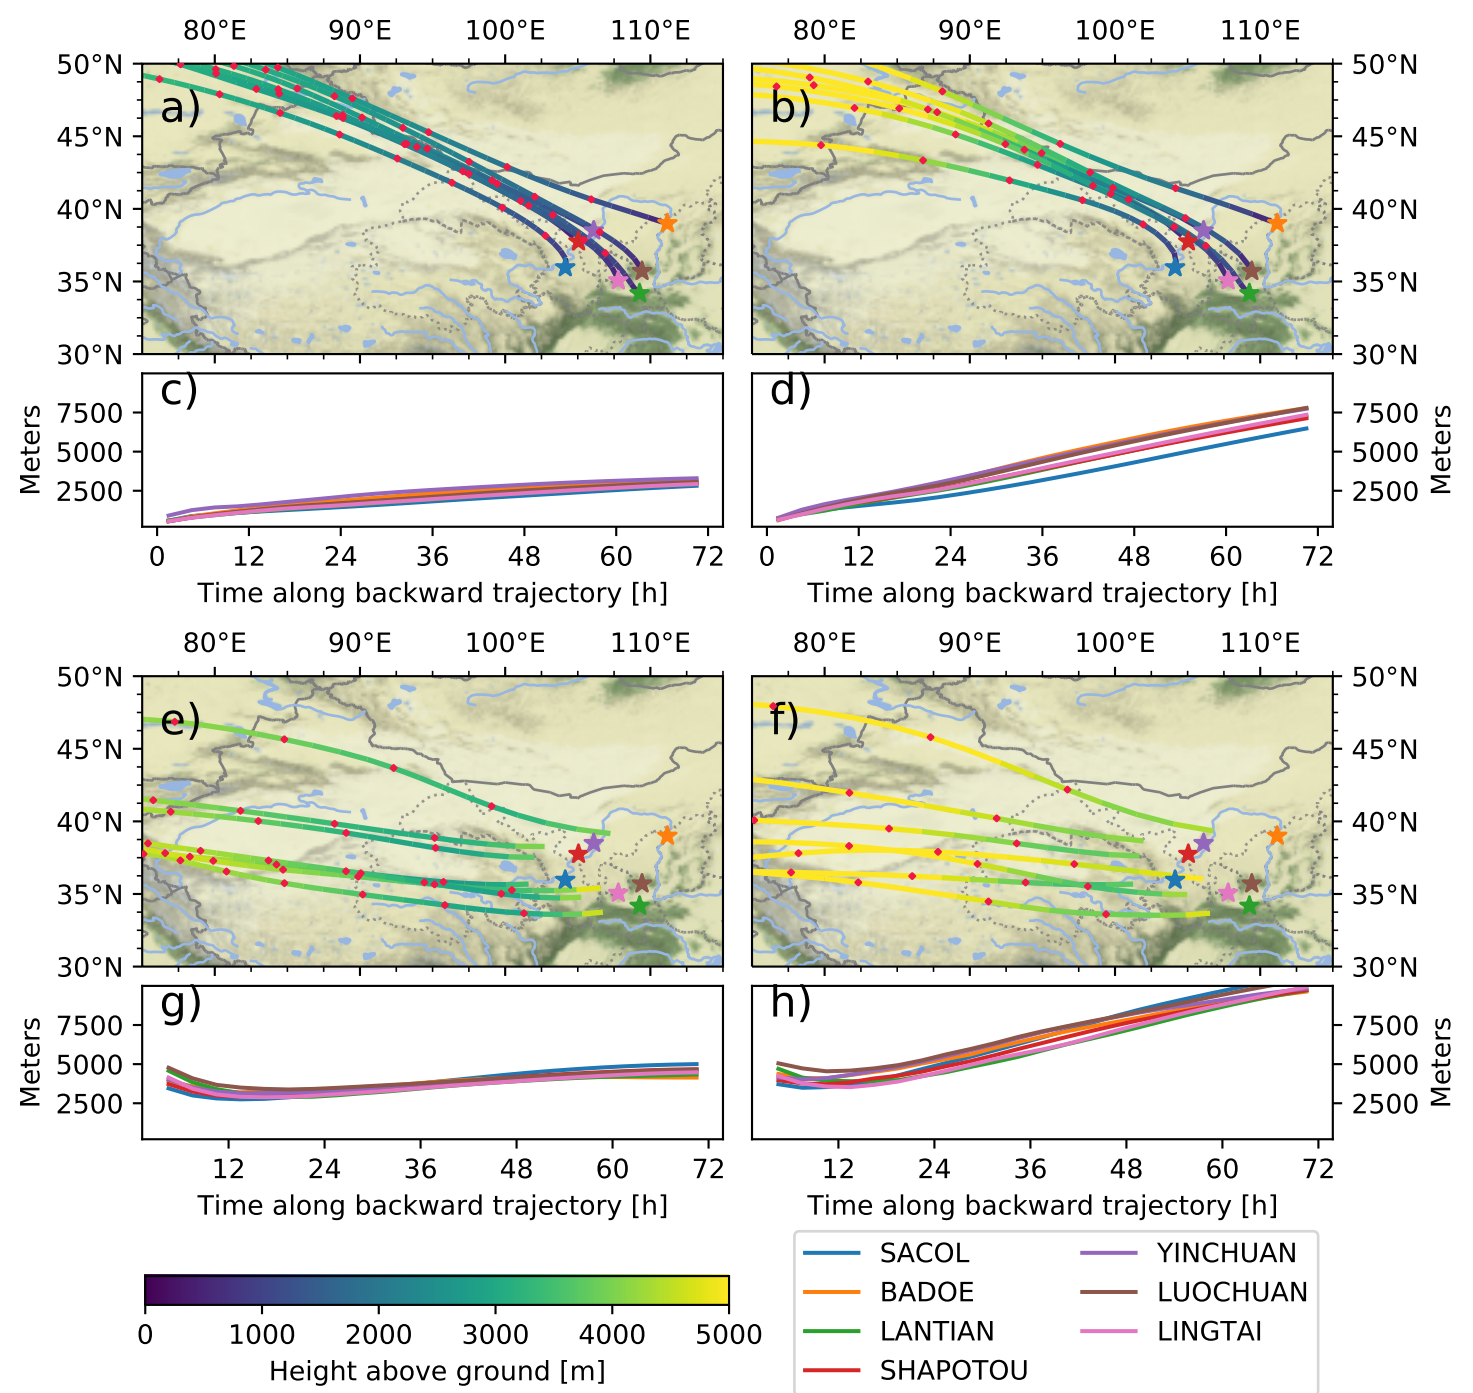 80°E 90°E 100°E 110°E 80°E 90°E 100°E 110°E
50°N a) b) 50°N
45°N 45°N
40°N 40°N
35°N 35°N
30°N 30°N
c) d)
7500 7500
5000 5000
2500 2500
Meters Meters
0 12 24 36 48 60 72 0 12 24 36 48 60 72
Time along backward trajectory [h] Time along backward trajectory [h]
80°E 90°E 100°E 110°E 80°E 90°E 100°E 110°E
50°N e) f) 50°N
45°N 45°N
40°N 40°N
35°N 35°N
30°N 30°N
g) h)
7500 7500
5000 5000
2500 2500
Meters Meters
12 24 36 48 60 72 12 24 36 48 60 72
Time along backward trajectory [h] Time along backward trajectory [h]
0 1000 2000 3000 4000 5000
Height above ground [m]
SACOL
BADOE
LANTIAN
SHAPOTOU
YINCHUAN
LUOCHUAN
LINGTAI